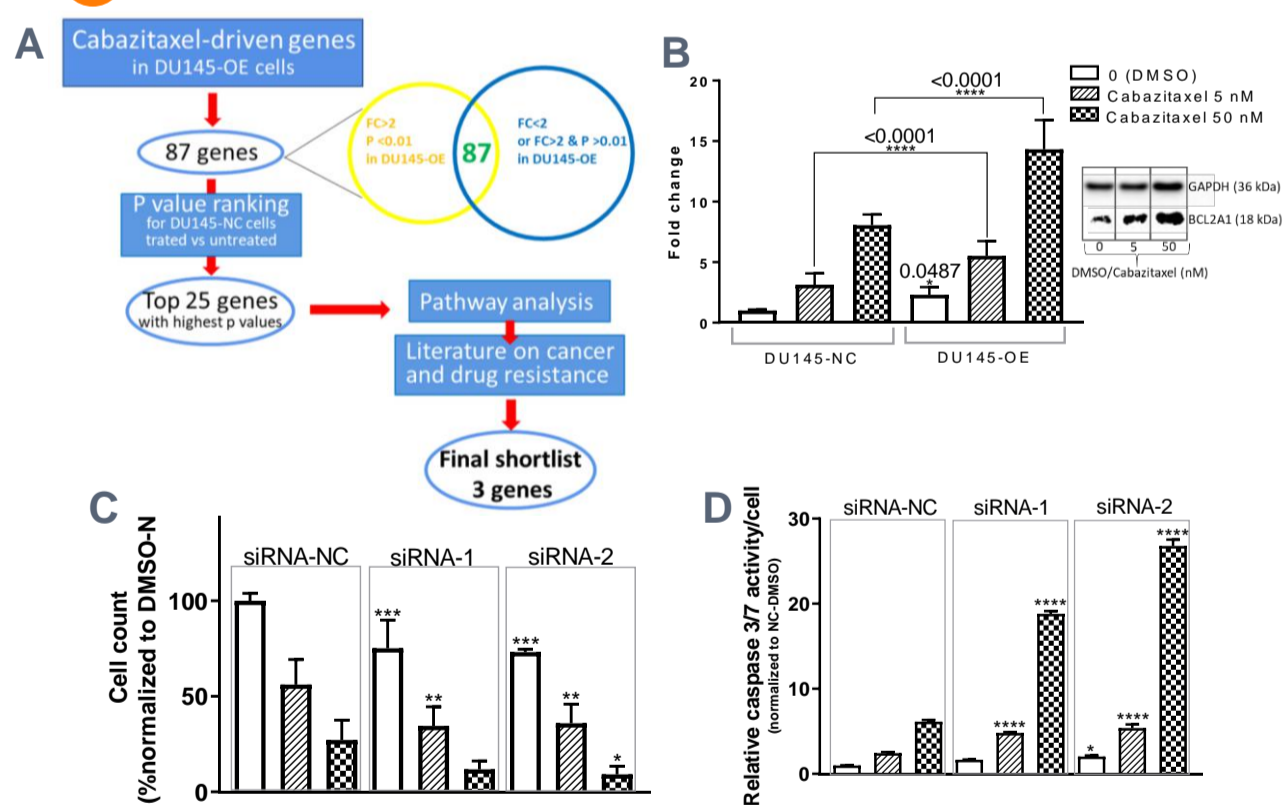 A
Cabazitaxel-driven genes
in DU145-OE cells
87 genes
FC>2
P <0.01
in DU145-OE
87
FC<2
or FC>2 & P >0.01
in DU145-OE
P value ranking
for DU145-NC cells
trated vs untreated
Top 25 genes
with highest p values
Pathway analysis
Literature on cancer
and drug resistance
Final shortlist
3 genes
B
Fold change
20
15
10
5
0
<0.0001
****
<0.0001
****
0.0487
*
DU145-NC
DU145-OE
0 (DMSO)
Cabazitaxel 5 nM
Cabazitaxel 50 nM
GAPDH (36 kDa)
BCL2A1 (18 kDa)
0 5 50
DMSO/Cabazitaxel (nM)
C
Cell count
(%normalized to DMSO-N
100
50
0
siRNA-NC
siRNA-1
siRNA-2
***
**
***
**
*
D
Relative caspase 3/7 activity/cell
(normalized to NC-DMSO)
30
20
10
0
siRNA-NC
siRNA-1
siRNA-2
****
****
*
****
****